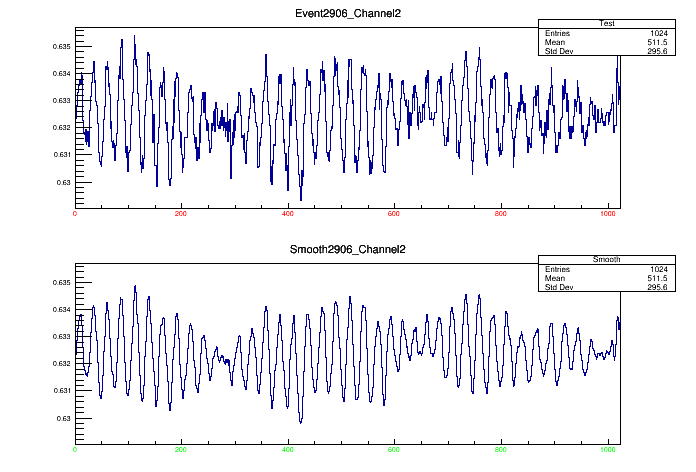 Event2906_Channel2
Test
Entries 1024
Mean 511.5
Std Dev 295.6
0.635
0.634
0.633
0.632
0.631
0.63
0 200 400 600 800 1000
Smooth2906_Channel2
Smooth
Entries 1024
Mean 511.5
Std Dev 295.6
0.635
0.634
0.633
0.632
0.631
0.63
0 200 400 600 800 1000